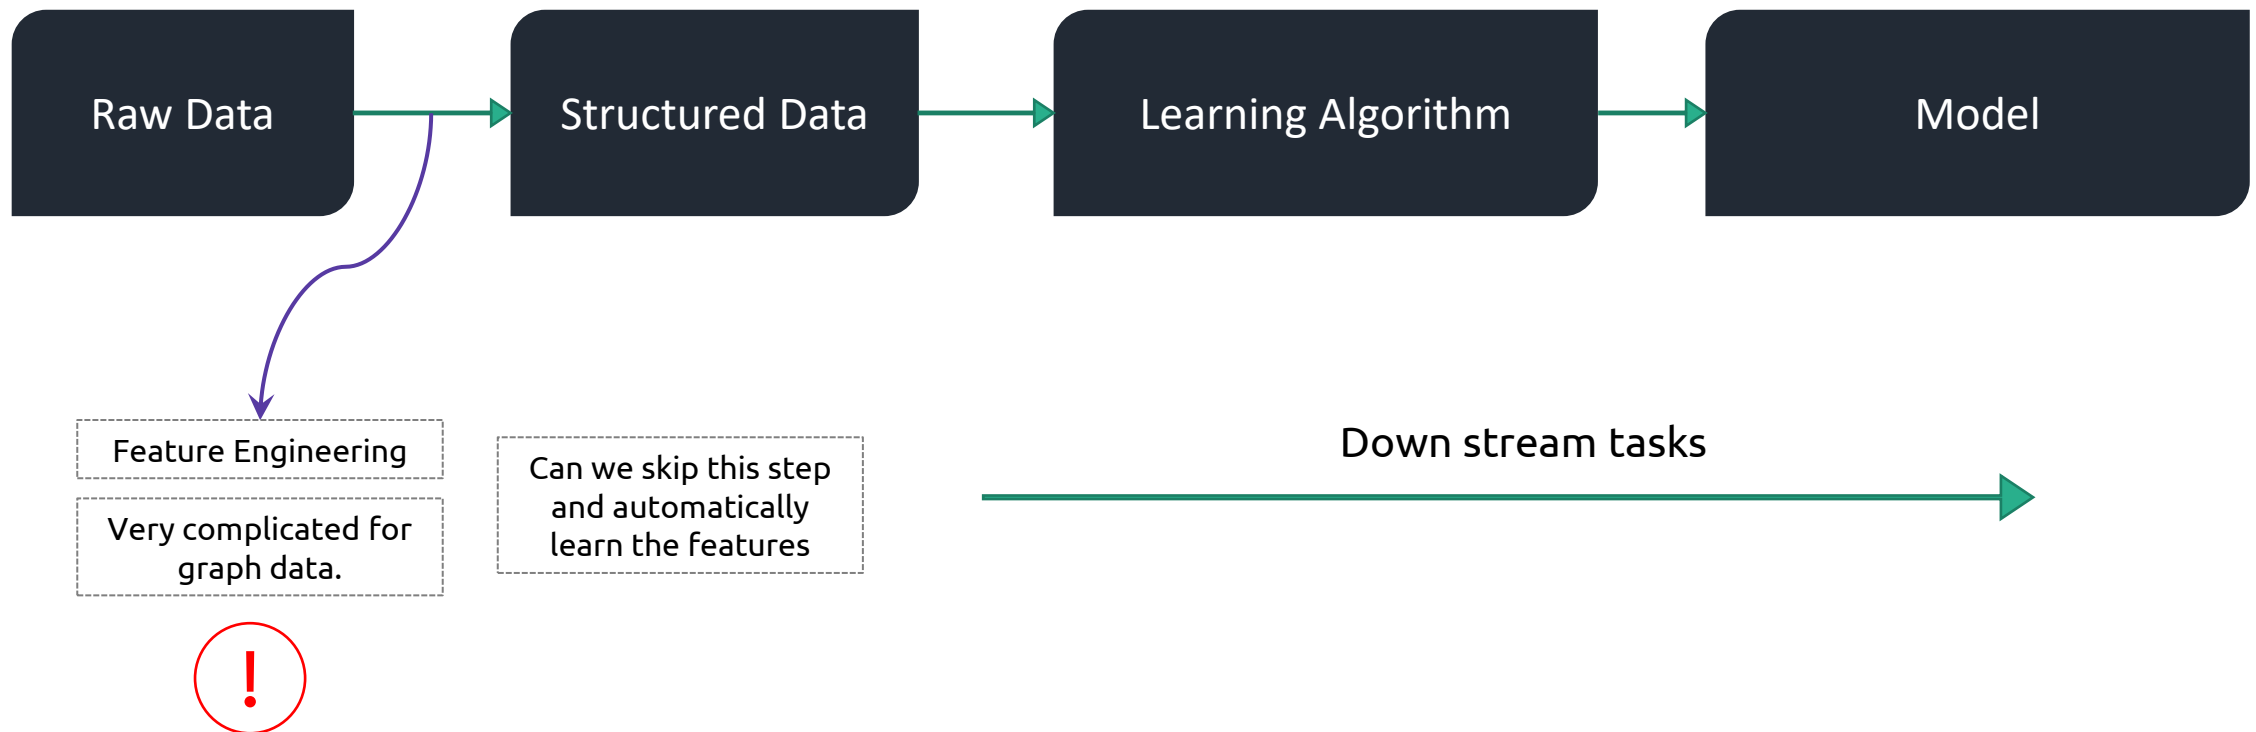 Raw Data
Structured Data
Learning Algorithm
Model
Feature Engineering
Very complicated for
graph data.
!
Can we skip this step
and automatically
learn the features
Down stream tasks